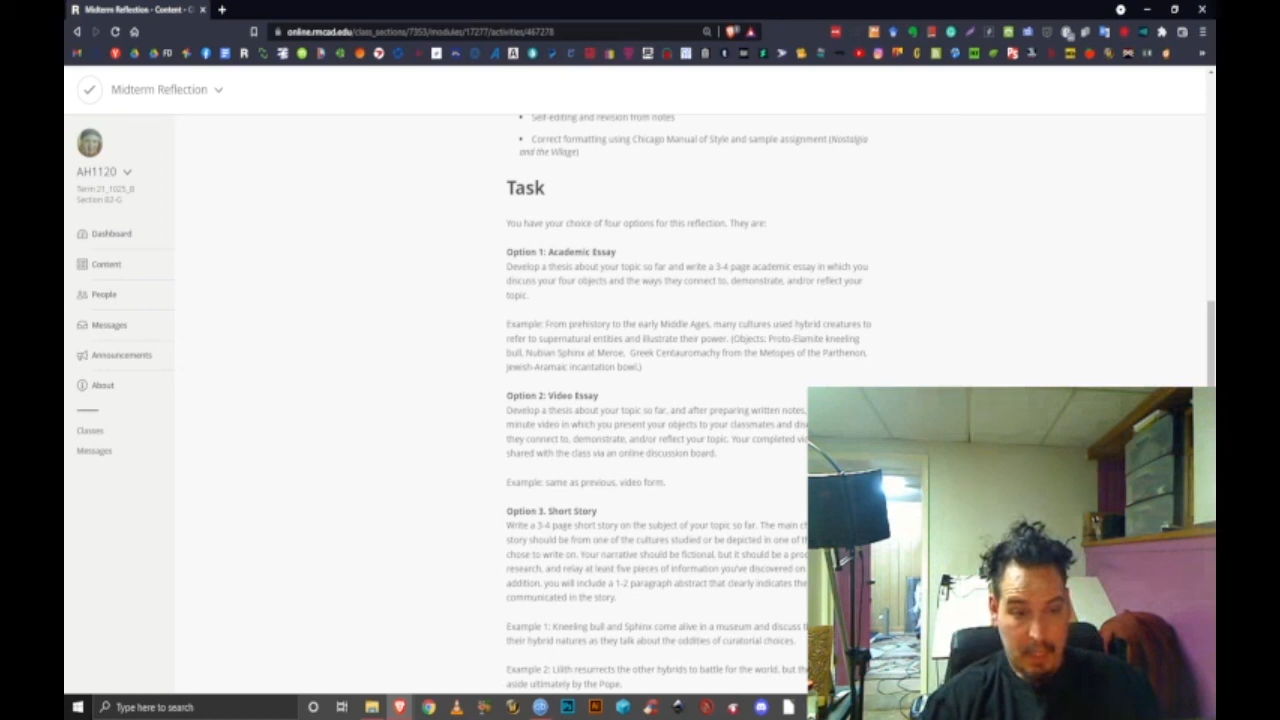 Midterm Reflection - Content - C
online.rmcad.edu/class_sections/7353/modules/17277/activities/467278
Midterm Reflection
AH1120
Term 21_1025_B
Section 82-G
Dashboard
Content
People
Messages
Announcements
About
Classes
Messages
Self-editing and revision from notes
Correct formatting using Chicago Manual of Style and sample assignment (Nostalgia
and the Village)
Task
You have your choice of four options for this reflection. They are:
Option 1: Academic Essay
Develop a thesis about your topic so far and write a 3-4 page academic essay in which you
discuss your four objects and the ways they connect to, demonstrate, and/or reflect your
topic.
Example: From prehistory to the early Middle Ages, many cultures used hybrid creatures to
refer to supernatural entities and illustrate their power. (Objects: Proto-Elamite kneeling
bull, Nubian Sphinx at Meroe, Greek Centauromachy from the Metopes of the Parthenon,
Jewish-Aramaic incantation bowl.)
Option 2: Video Essay
Develop a thesis about your topic so far, and after preparing written notes,
minute video in which you present your objects to your classmates and
they connect to, demonstrate, and/or reflect your topic. Your completed
shared with the class via an online discussion board.
Example: same as previous, video form.
Option 3. Short Story
Write a 3-4 page short story on the subject of your topic so far. The main
story should be from one of the cultures studied or be depicted in one of
chose to write on. Your narrative should be fictional, but it should be a
research, and relay at least five pieces of information you've discovered on
addition, you will include a 1-2 paragraph abstract that clearly indicates the
communicated in the story.
Example 1: Kneeling bull and Sphinx come alive in a museum and discuss
their hybrid natures as they talk about the oddities of curatorial choices.
Example 2: Lilith resurrects the other hybrids to battle for the world, but
aside ultimately by the Pope.
Type here to search